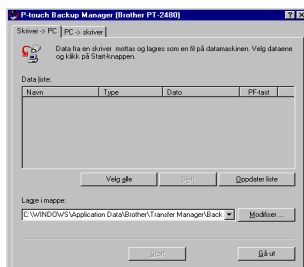 P-touch Backup Manager (Brother PT-2480)
Skriver -> PC PC -> skriver
Data fra en skriver mottas og lagres som en fil på datamaskinen. Velg dataene
og klikk på Start-knappen.
Data liste:
Navn Type Dato PF-tast
Velg alle Slett Oppdater liste
Lagre i mappe:
C:\WINDOWS\Application Data\Brother\Transfer Manager\Back Modifiser ...
Start Gå ut